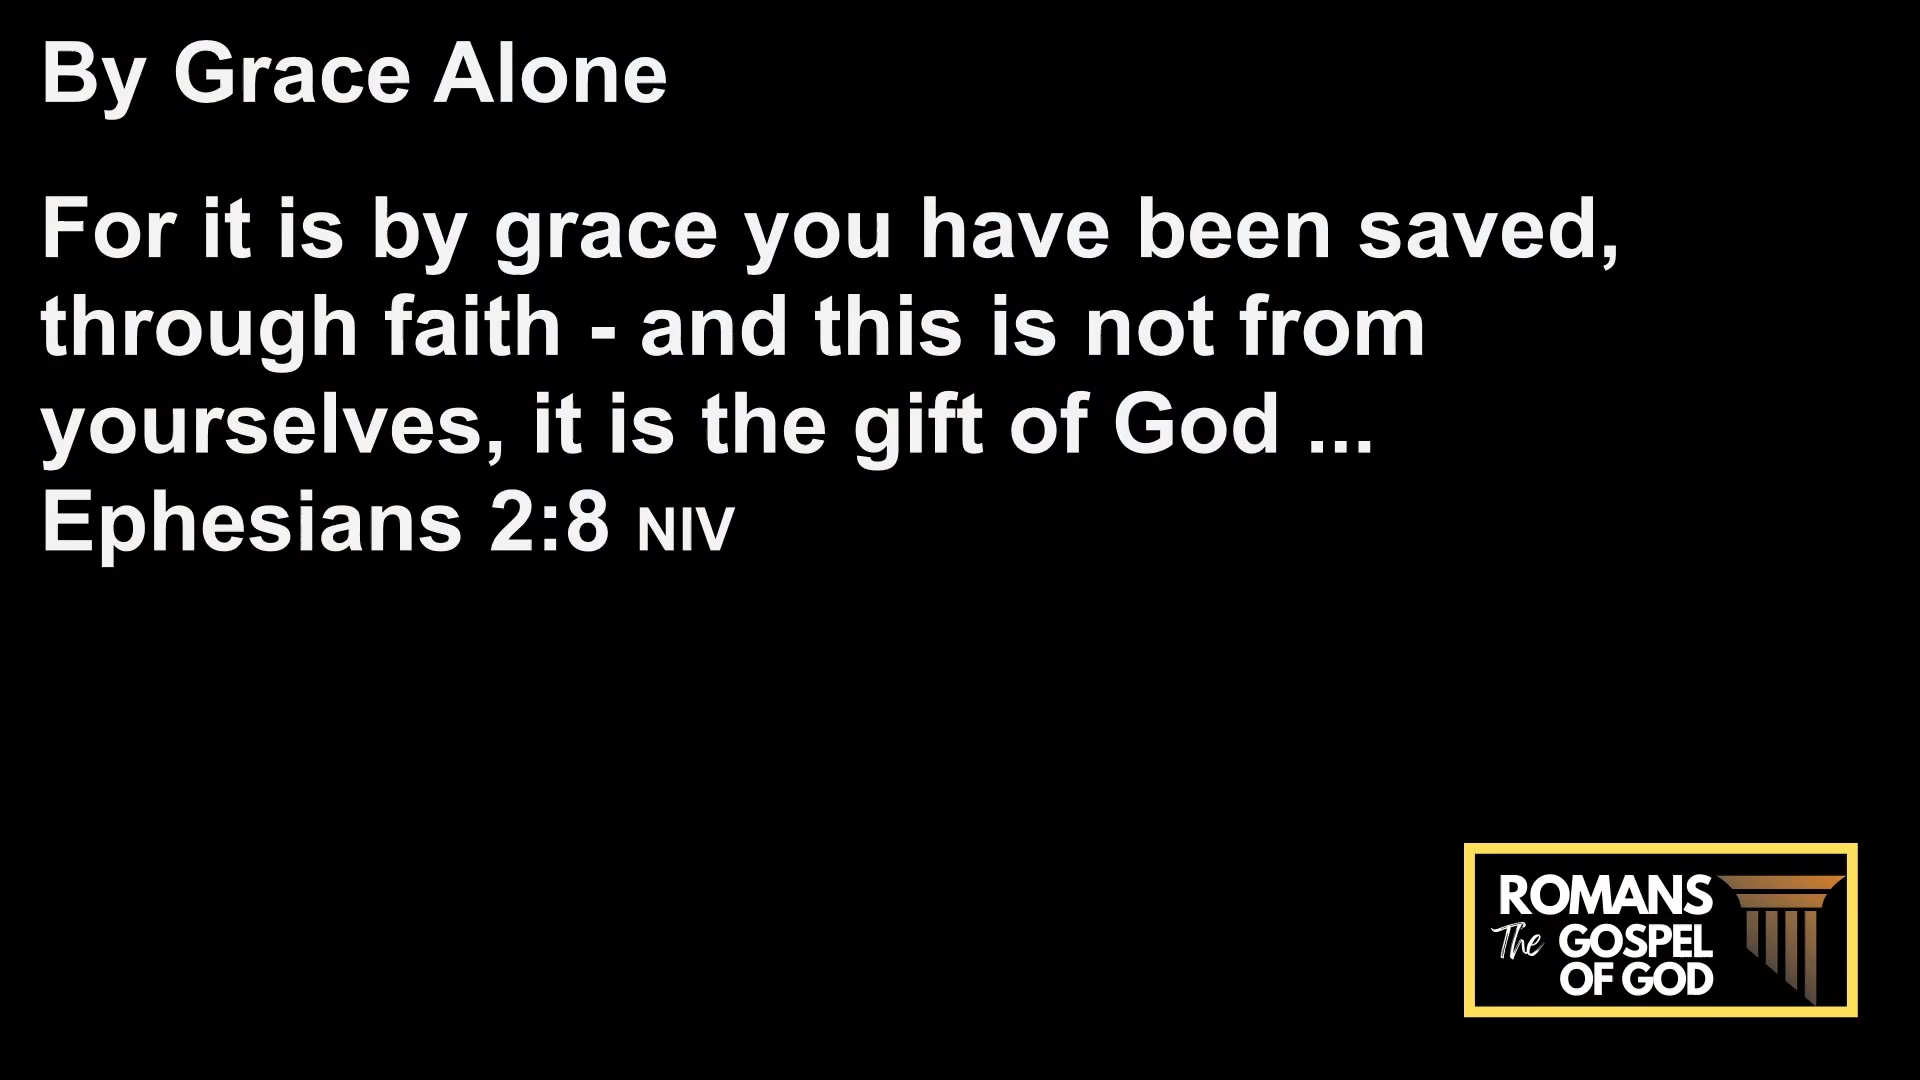 By Grace Alone
For it is by grace you have been saved,
through faith - and this is not from
yourselves, it is the gift of God ...
Ephesians 2:8 NIV
ROMANS
The GOSPEL
OF GOD